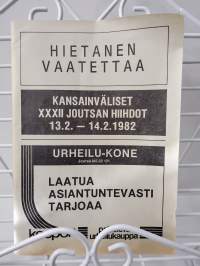 HIETANEN
VAATETTAA
KANSAINVÄLISET
XXXII JOUTSAN HIIHDOT
13.2. — 14.2.1982
URHEILU-KONE
LAATUA
ASIANTUNTEVASTI
TARJOAA